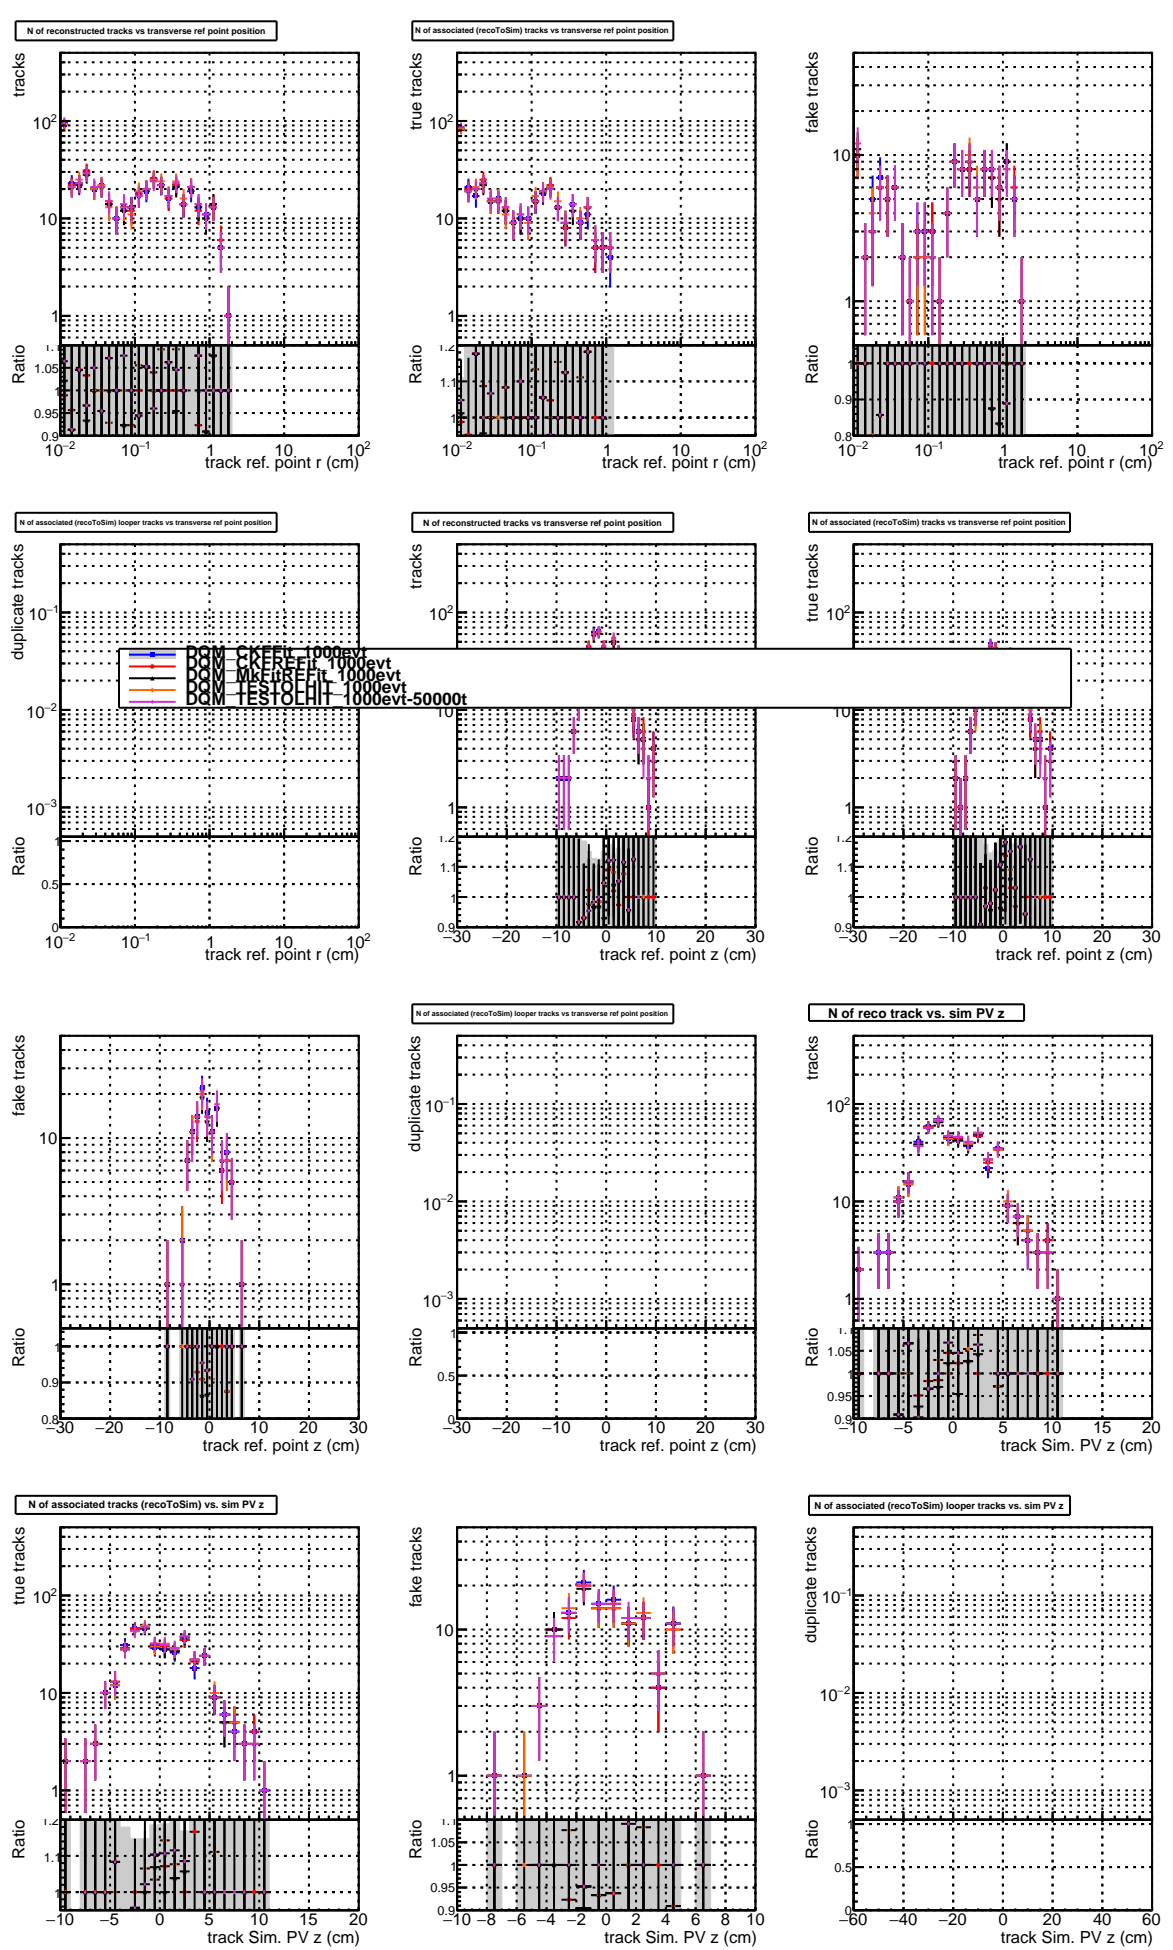 N of reconstructed tracks vs transverse ref point position
tracks
10²
10
1
Ratio
1.1
1.05
1
0.95
0.9
10⁻² 10⁻¹ 1 10 10²
track ref. point r (cm)
N of associated (recoToSim) tracks vs transverse ref point position
true tracks
10²
10
1
Ratio
1.2
1.1
1
10⁻² 10⁻¹ 1 10 10²
track ref. point r (cm)
fake tracks
10
1
Ratio
1
0.9
0.8
10⁻² 10⁻¹ 1 10 10²
track ref. point r (cm)
N of associated (recoToSim) looper tracks vs transverse ref point position
duplicate tracks
10⁻¹
10⁻²
10⁻³
Ratio
1
0.5
0
10⁻² 10⁻¹ 1 10 10²
track ref. point r (cm)
N of reconstructed tracks vs transverse ref point position
tracks
10²
10
1
Ratio
1.2
1.1
1
0.9
−30 −20 −10 0 10 20 30
track ref. point z (cm)
N of associated (recoToSim) tracks vs transverse ref point position
true tracks
10²
10
1
Ratio
1.2
1.1
1
0.9
−30 −20 −10 0 10 20 30
track ref. point z (cm)
DQM_CKFFit_1000evt
DQM_CKFREFit_1000evt
DQM_MkFitREFit_1000evt
DQM_TESTOLHIT_1000evt
DQM_TESTOLHIT_1000evt-50000t
fake tracks
10
1
Ratio
1
0.9
0.8
−30 −20 −10 0 10 20 30
track ref. point z (cm)
N of associated (recoToSim) looper tracks vs transverse ref point position
duplicate tracks
10⁻¹
10⁻²
10⁻³
Ratio
1
0.5
0
−30 −20 −10 0 10 20 30
track ref. point z (cm)
N of reco track vs. sim PV z
tracks
10²
10
1
Ratio
1.1
1.05
1
0.95
0.9
−10 −5 0 5 10 15 20
track Sim. PV z (cm)
N of associated tracks (recoToSim) vs. sim PV z
true tracks
10²
10
1
Ratio
1.2
1.1
1
−10 −5 0 5 10 15 20
track Sim. PV z (cm)
fake tracks
10
1
Ratio
1.1
1.05
1
0.95
0.9
−10 −8 −6 −4 −2 0 2 4 6 8 10
track Sim. PV z (cm)
N of associated (recoToSim) looper tracks vs. sim PV z
duplicate tracks
10⁻¹
10⁻²
10⁻³
Ratio
1
0.5
0
−60 −40 −20 0 20 40 60
track Sim. PV z (cm)